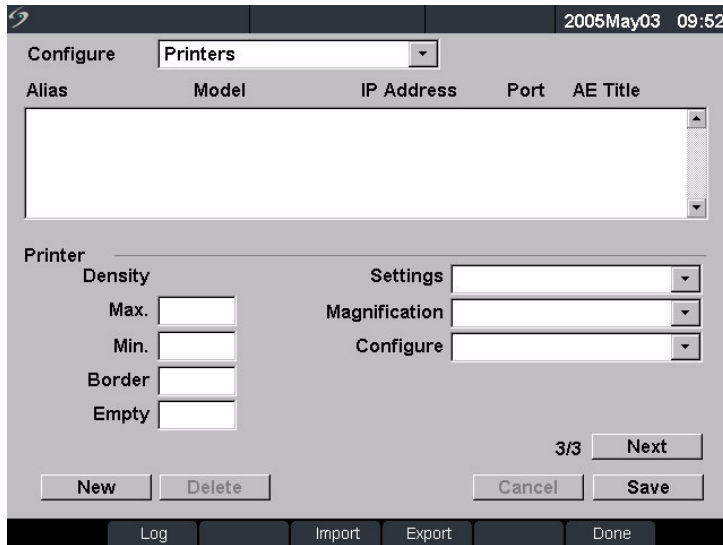 2005May03 09:52
Configure Printers
Alias Model IP Address Port AE Title
Printer
Density Settings
Max. Magnification
Min. Configure
Border
Empty
3/3 Next
New Delete Cancel Save
Log Import Export Done